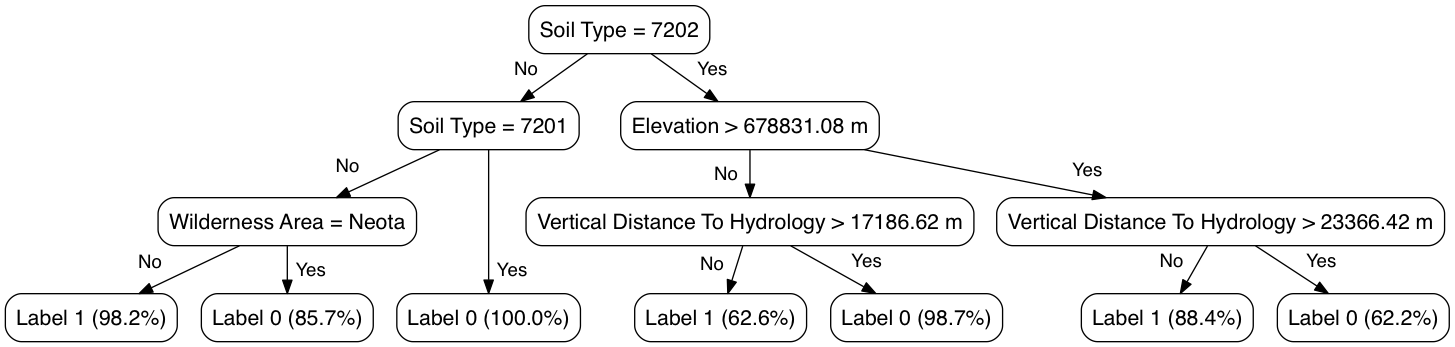 Soil Type = 7202
No
Yes
Soil Type = 7201
Elevation > 678831.08 m
No
Yes
No
Yes
Wilderness Area = Neota
Vertical Distance To Hydrology > 17186.62 m
Vertical Distance To Hydrology > 23366.42 m
No
Yes
No
Yes
No
Yes
Label 1 (98.2%)
Label 0 (85.7%)
Label 0 (100.0%)
Label 1 (62.6%)
Label 0 (98.7%)
Label 1 (88.4%)
Label 0 (62.2%)